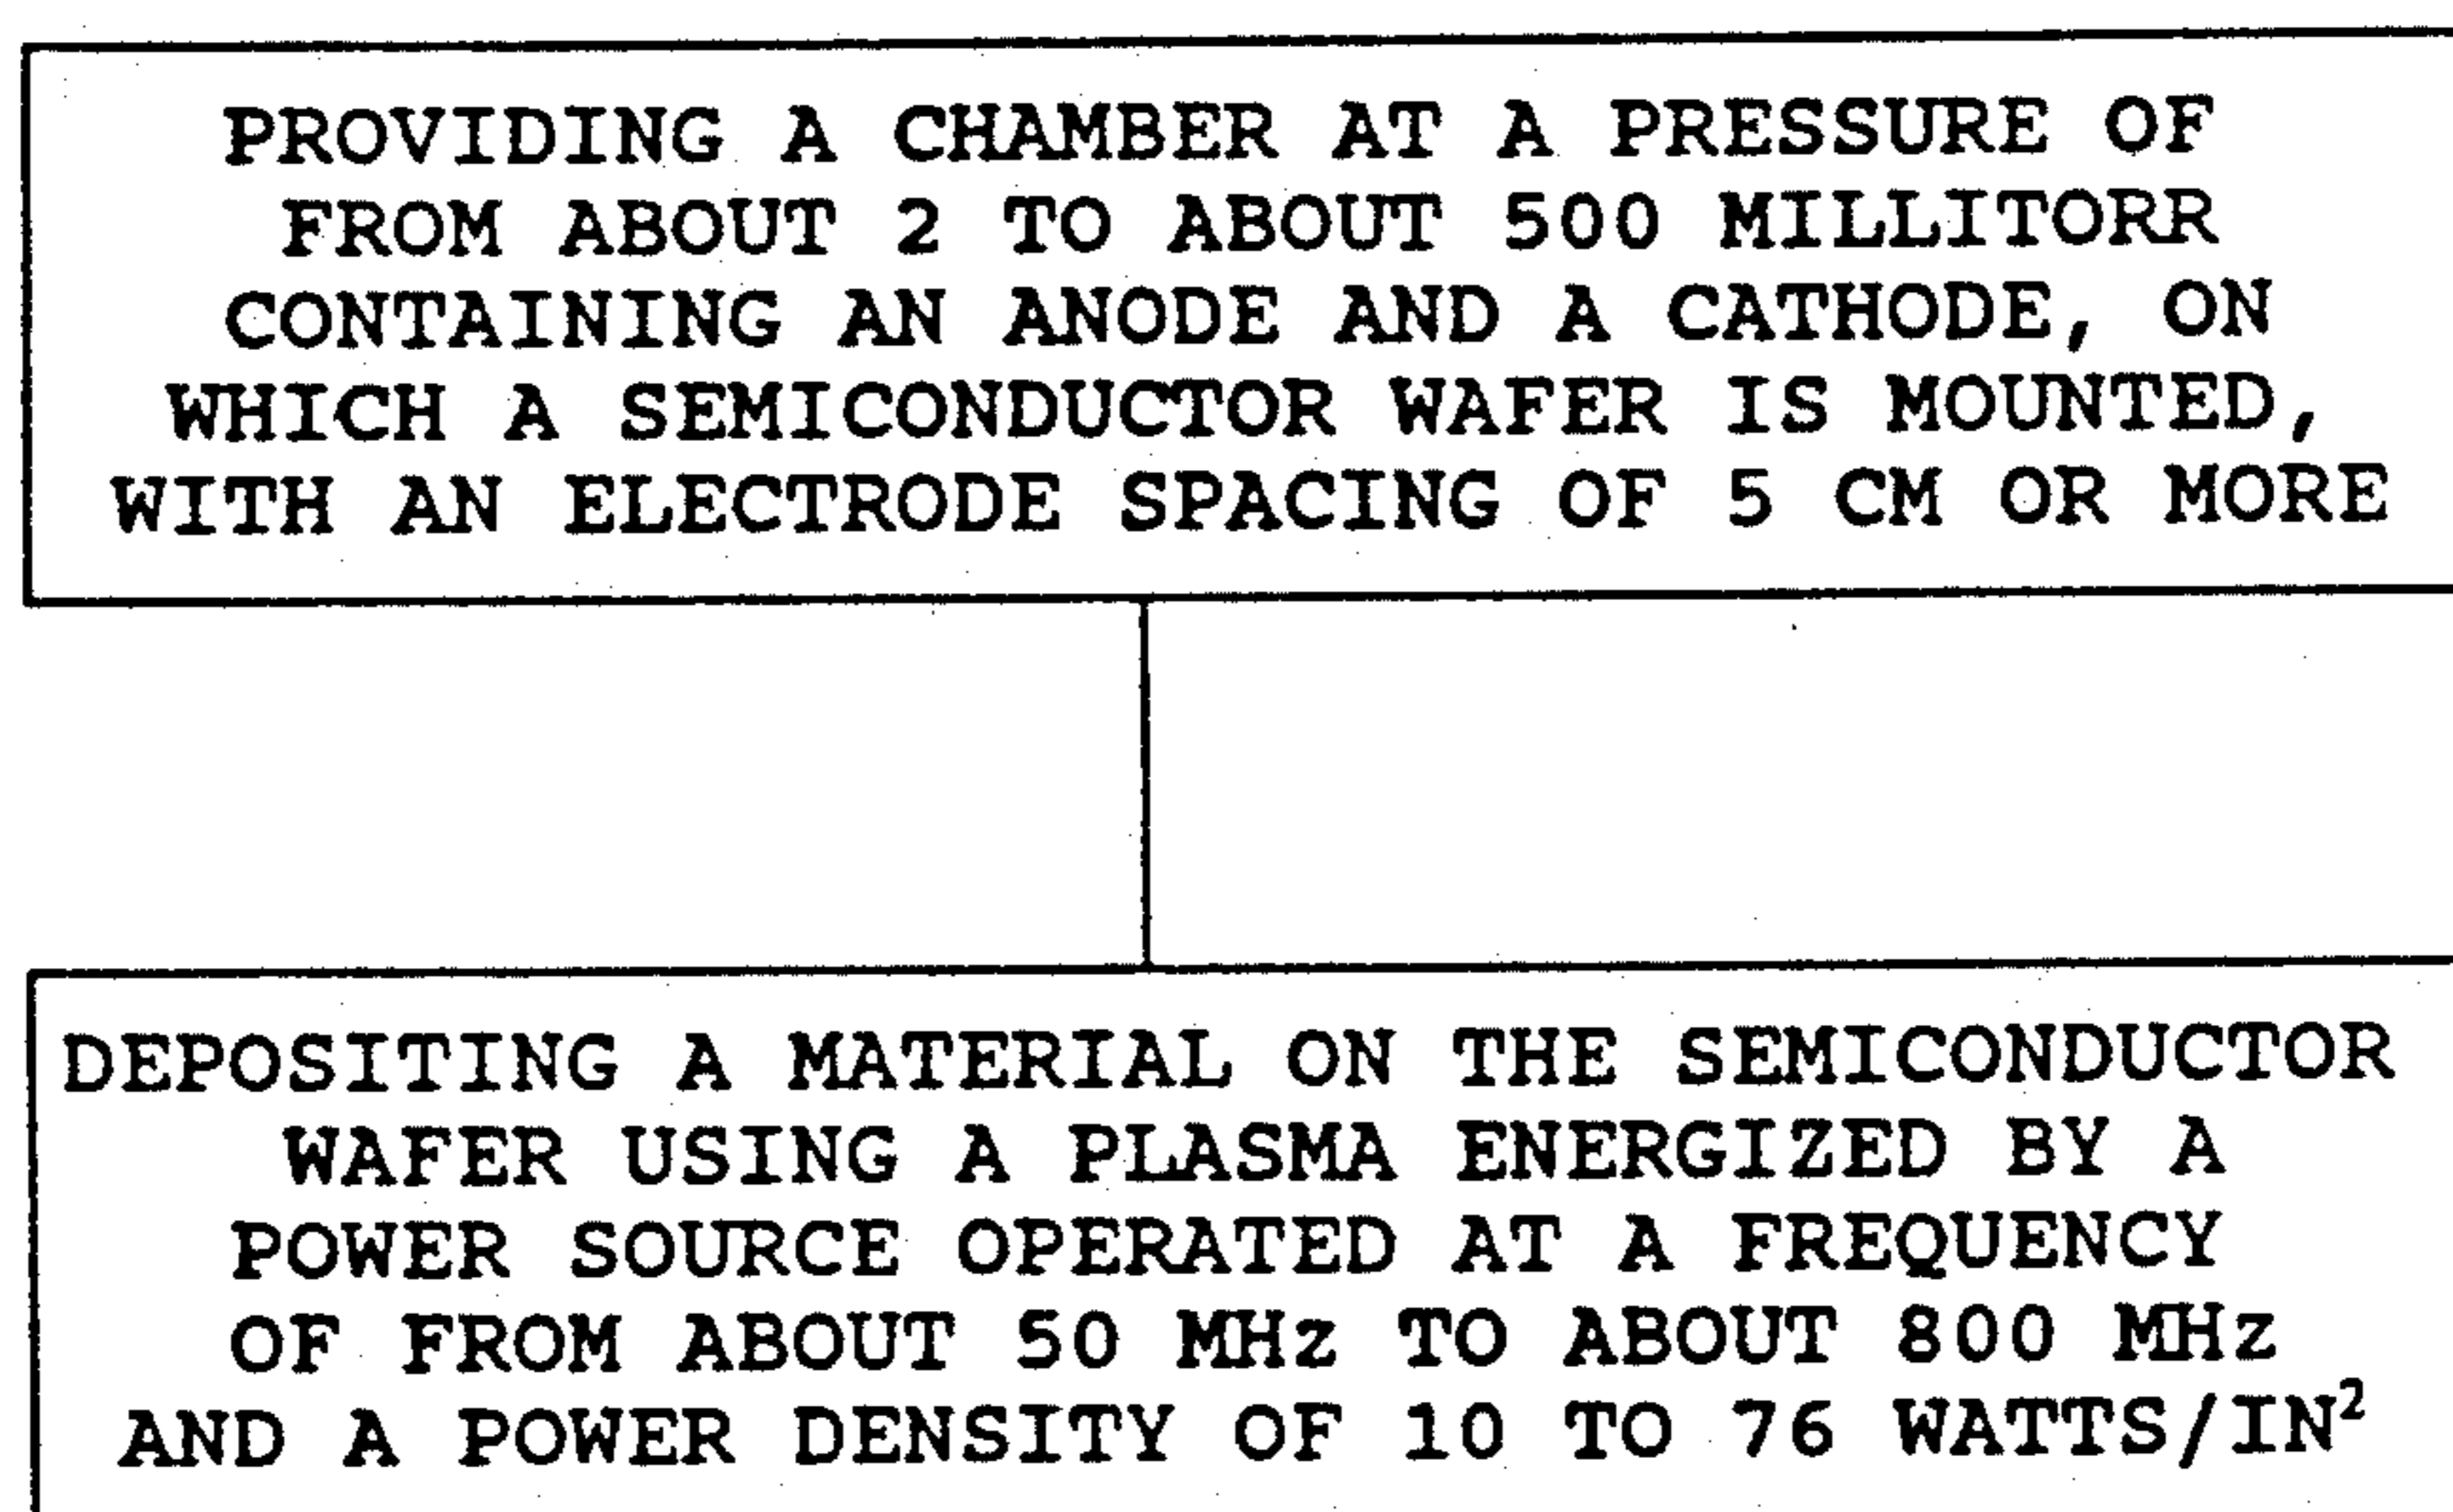 PROVIDING A CHAMBER AT A PRESSURE OF
FROM ABOUT 2 TO ABOUT 500 MILLITORR
CONTAINING AN ANODE AND A CATHODE, ON
WHICH A SEMICONDUCTOR WAFER IS MOUNTED,
WITH AN ELECTRODE SPACING OF 5 CM OR MORE
DEPOSITING A MATERIAL ON THE SEMICONDUCTOR
WAFER USING A PLASMA ENERGIZED BY A
POWER SOURCE OPERATED AT A FREQUENCY
OF FROM ABOUT 50 MHz TO ABOUT 800 MHz
AND A POWER DENSITY OF 10 TO 76 WATTS/IN²